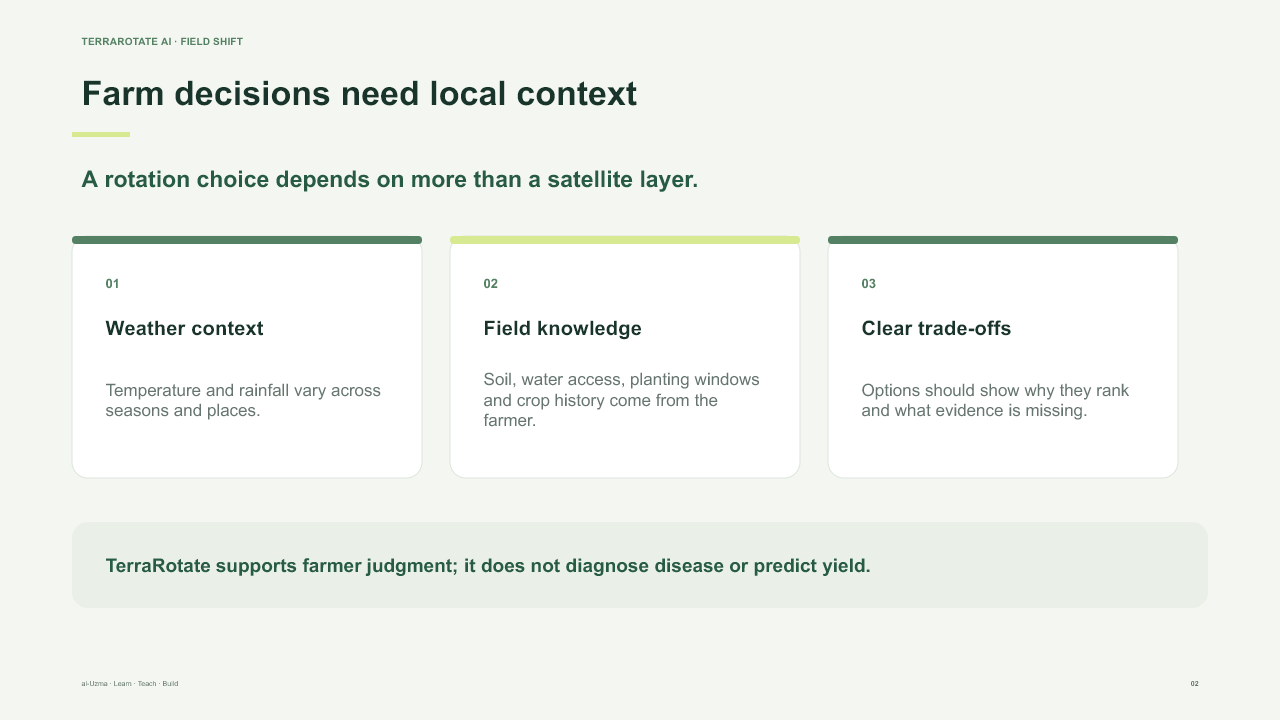 TERRAROTATE AI · FIELD SHIFT
Farm decisions need local context
A rotation choice depends on more than a satellite layer.
01
Weather context
Temperature and rainfall vary across
seasons and places.
02
Field knowledge
Soil, water access, planting windows
and crop history come from the
farmer.
03
Clear trade-offs
Options should show why they rank
and what evidence is missing.
TerraRotate supports farmer judgment; it does not diagnose disease or predict yield.
al-Uzma · Learn · Teach · Build
02